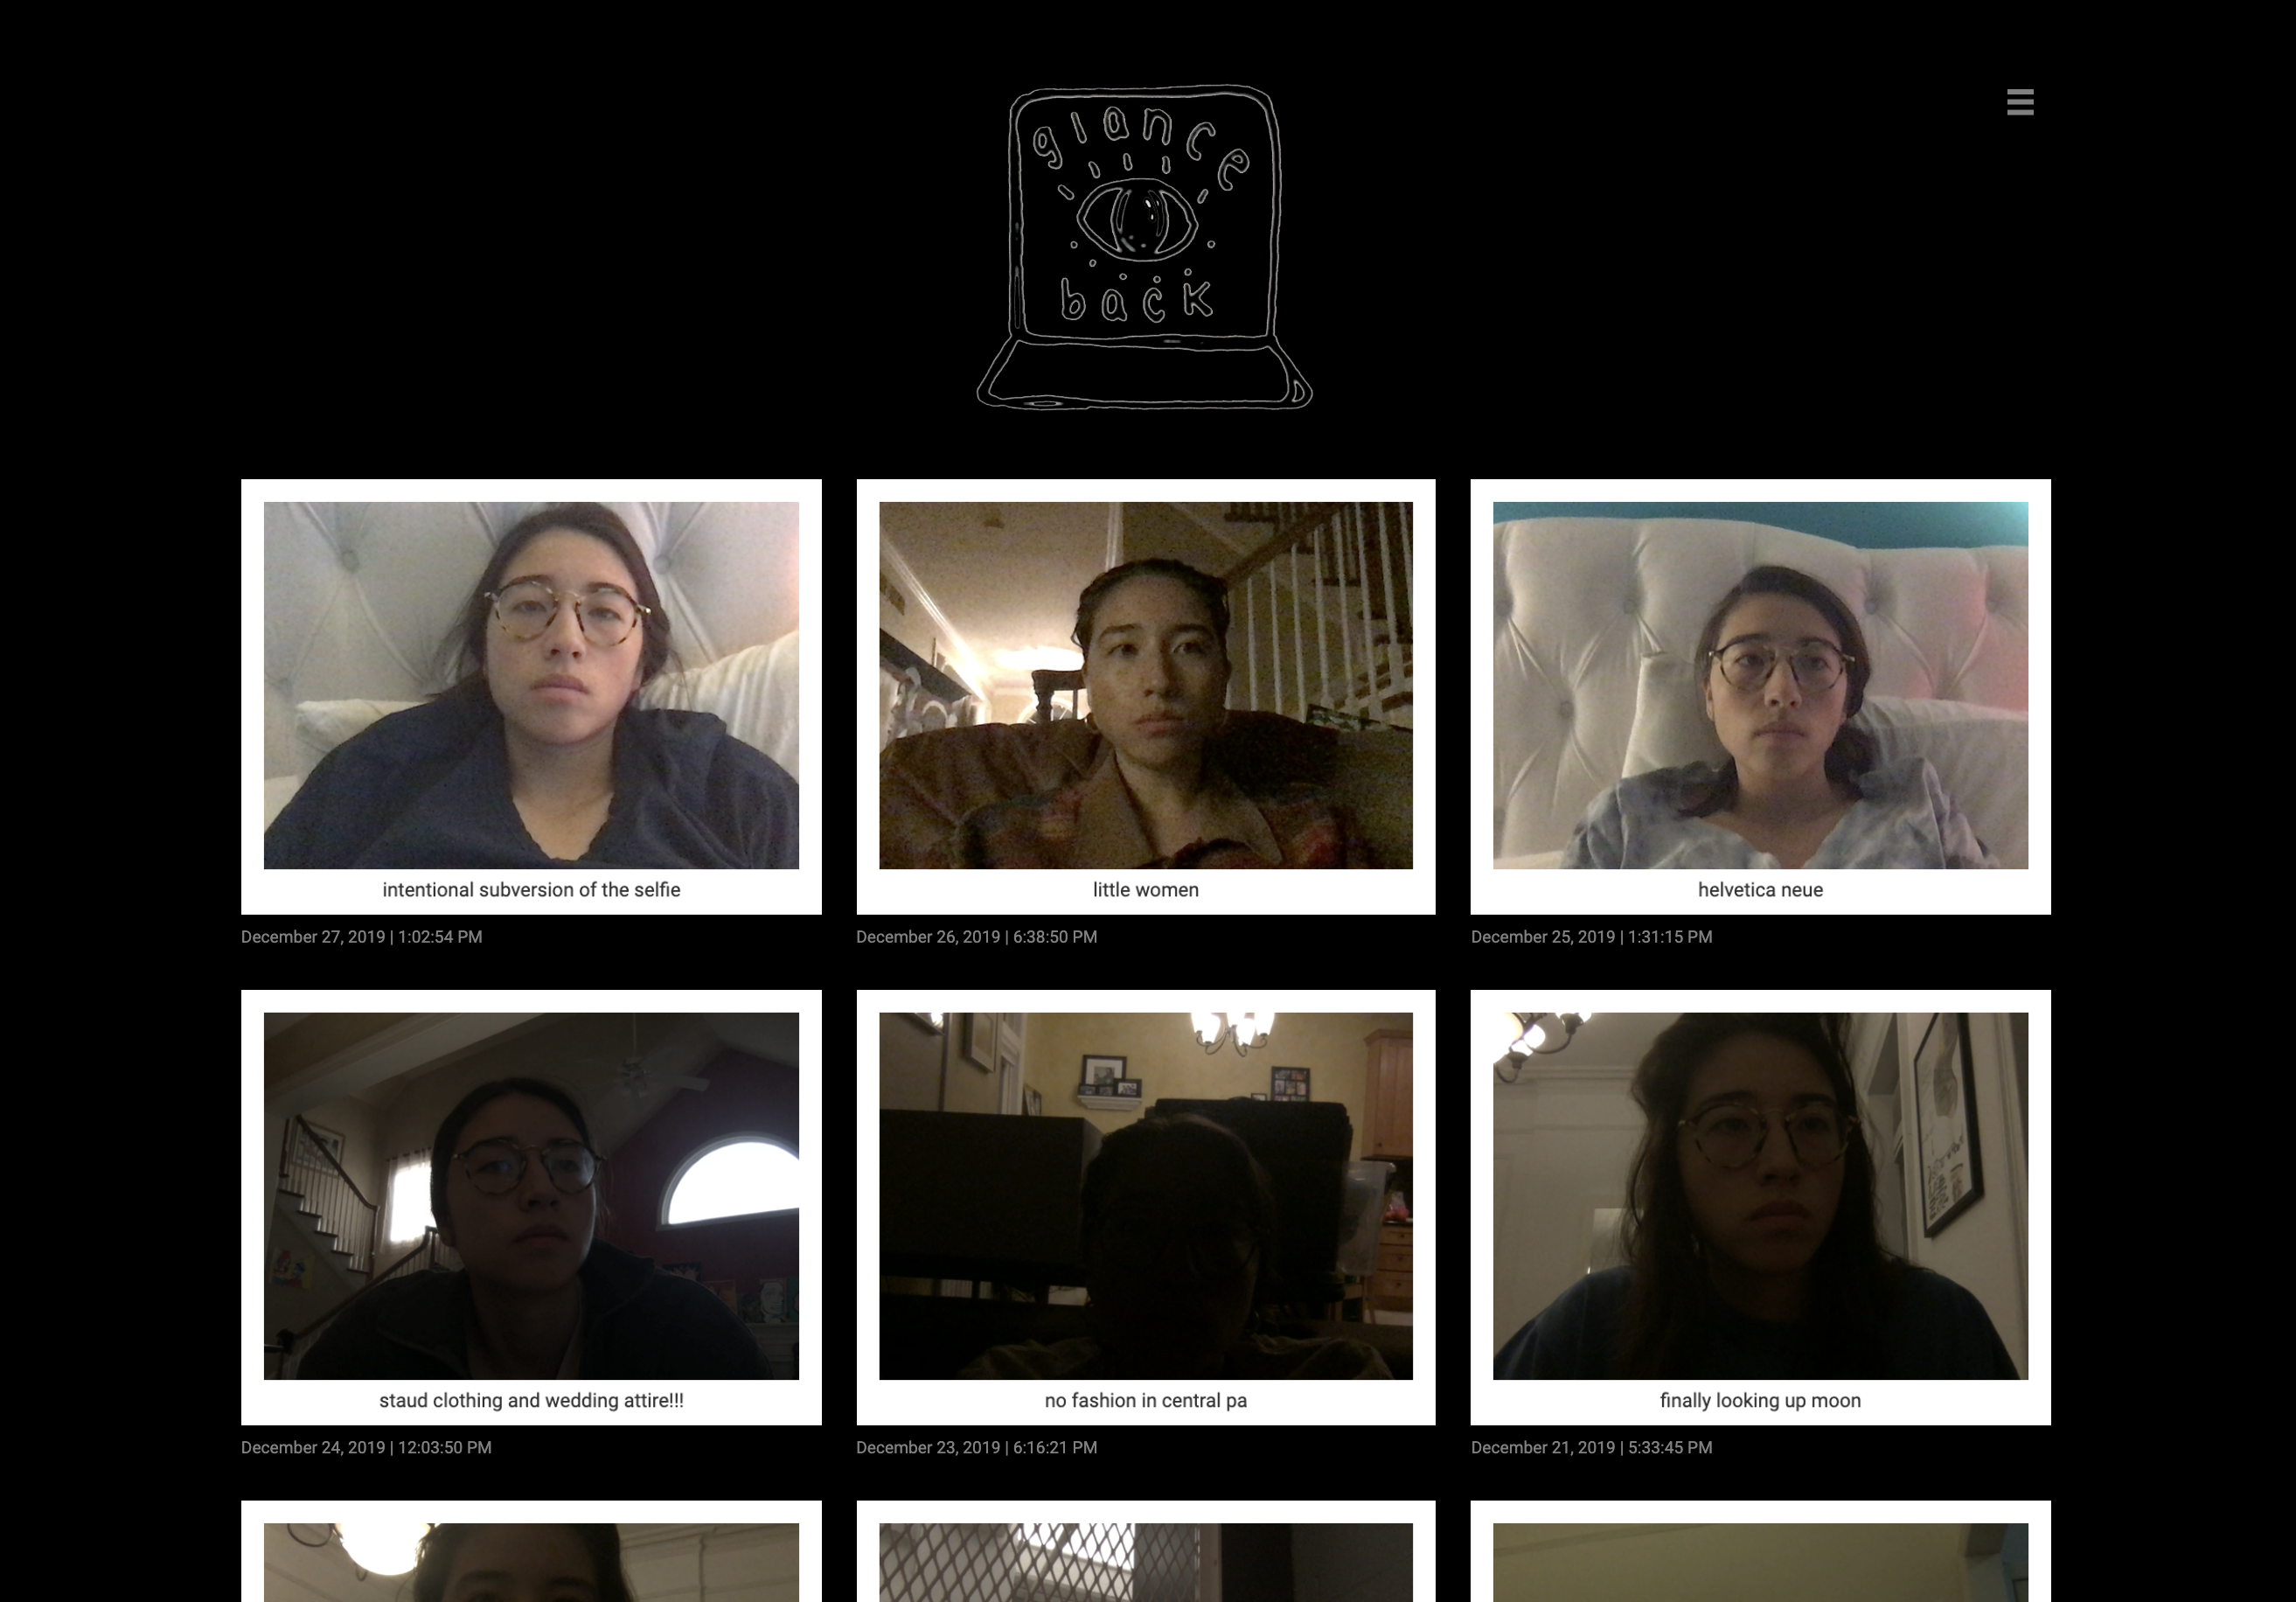 glance
back
intentional subversion of the selfie
little women
helvetica neue
December 27, 2019 | 1:02:54 PM
December 26, 2019 | 6:38:50 PM
December 25, 2019 | 1:31:15 PM
staud clothing and wedding attire!!!
no fashion in central pa
finally looking up moon
December 24, 2019 | 12:03:50 PM
December 23, 2019 | 6:16:21 PM
December 21, 2019 | 5:33:45 PM